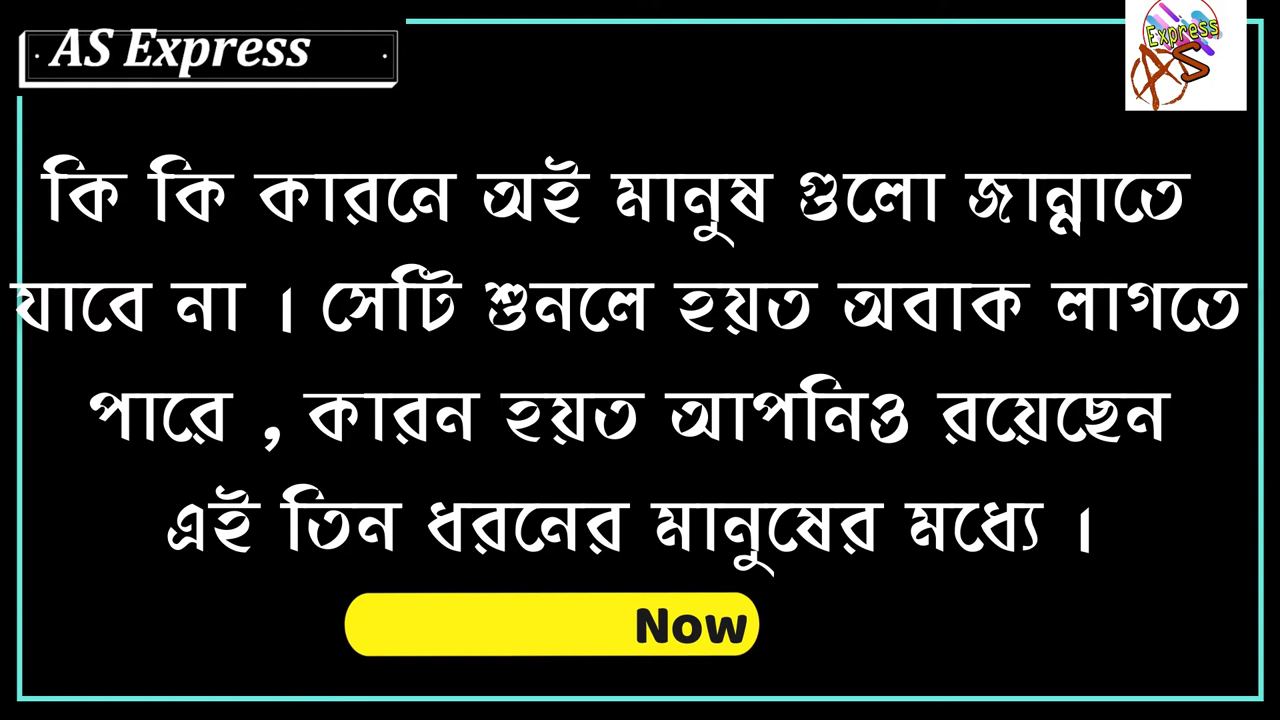 AS Express
Express
AS
কি কি কারনে অই মানুষ গুলো জান্নাতে
যাবে না । সেটি শুনলে হয়ত অবাক লাগতে
পারে , কারন হয়ত আপনিও রয়েছেন
এই তিন ধরনের মানুষের মধ্যে ।
Now